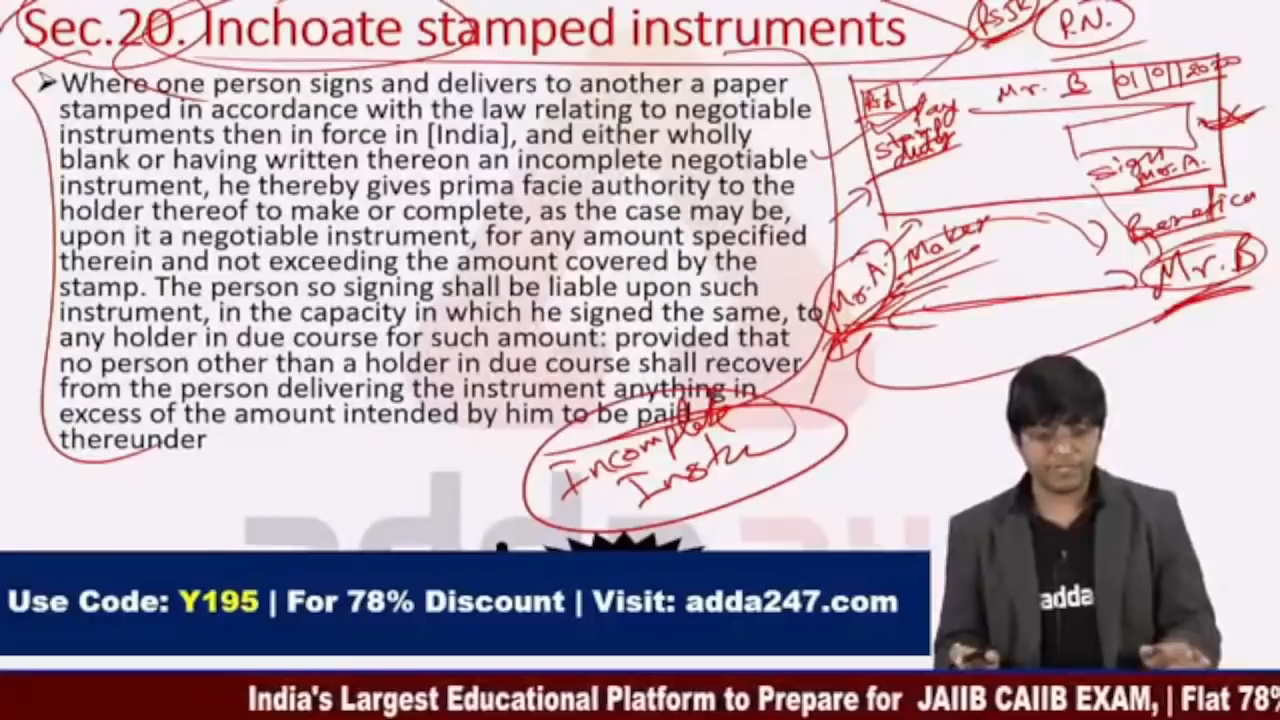 Sec.20. Inchoate stamped instruments
P.N.
➤Where one person signs and delivers to another a paper
stamped in accordance with the law relating to negotiable
instruments then in force in [India], and either wholly
blank or having written thereon an incomplete negotiable
instrument, he thereby gives prima facie authority to the
holder thereof to make or complete, as the case may be,
upon it a negotiable instrument, for any amount specified
therein and not exceeding the amount covered by the
stamp. The person so signing shall be liable upon such
instrument, in the capacity in which he signed the same, to
any holder in due course for such amount: provided that
no person other than a holder in due course shall recover
from the person delivering the instrument anything in
excess of the amount intended by him to be paid
thereunder
Mr. B
pay
Stamp
duty
Sign
Mr.A.
Mr.A.
Maker
Mr.B
Incomplete
Instru
adda
adda
Use Code: Y195 | For 78% Discount | Visit: adda247.com
India's Largest Educational Platform to Prepare for JAIIB CAIIB EXAM, | Flat 78%